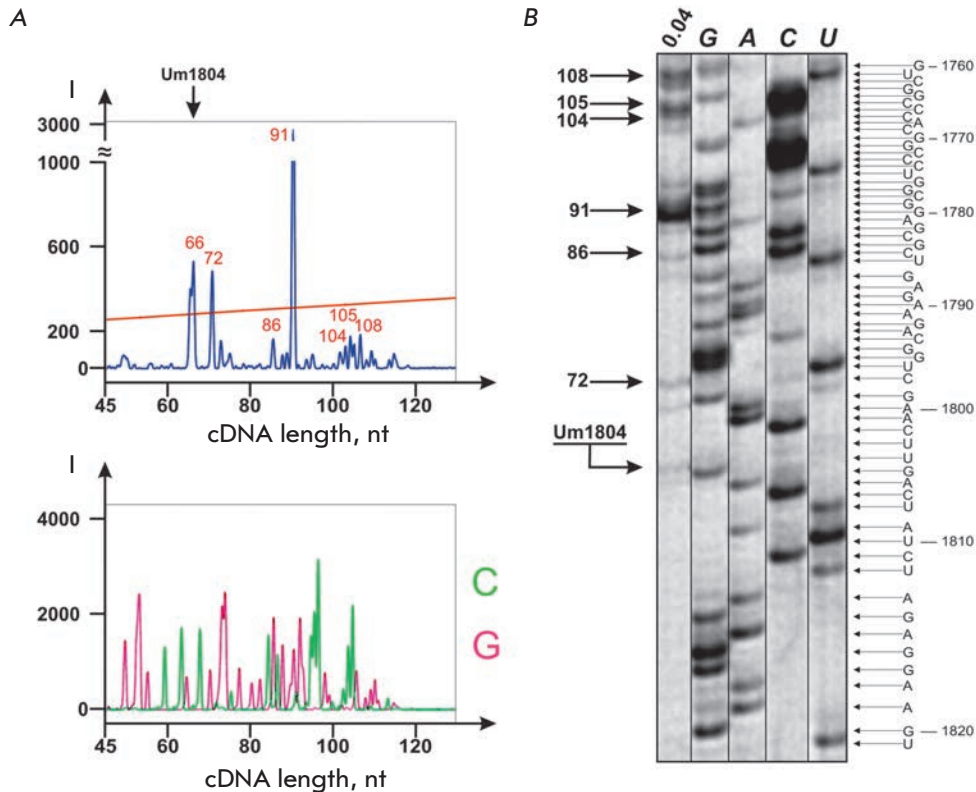 A
I
Um1804
3000
1000
600
200
0
91
66
72
86
104
105
108
45
60
80
100
120
cDNA length, nt
I
4000
2000
0
C
G
45
60
80
100
120
cDNA length, nt
B
0.04 G A C U
108
105
104
91
86
72
Um1804
G – 1760
U
C
G
G
C
C
C
A
C
G – 1770
G
C
C
C
U
G
G
C
G
G – 1780
A
G
C
G
C
U
G
A
G
G – 1790
A
G
C
A
G
G
U
C
G
A – 1800
A
C
U
U
G
A
C
U
A
U – 1810
C
U
A
G
A
G
G
A
A
G – 1820
U